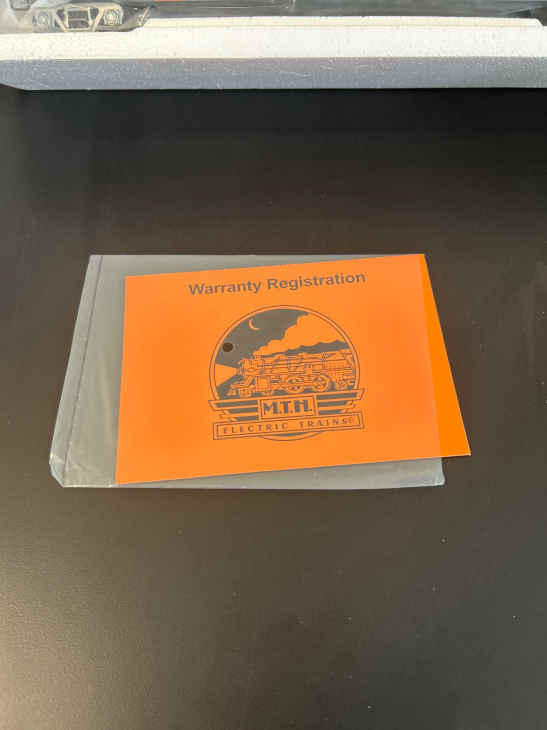 Warranty Registration
M.T.H.
ELECTRIC TRAINS®